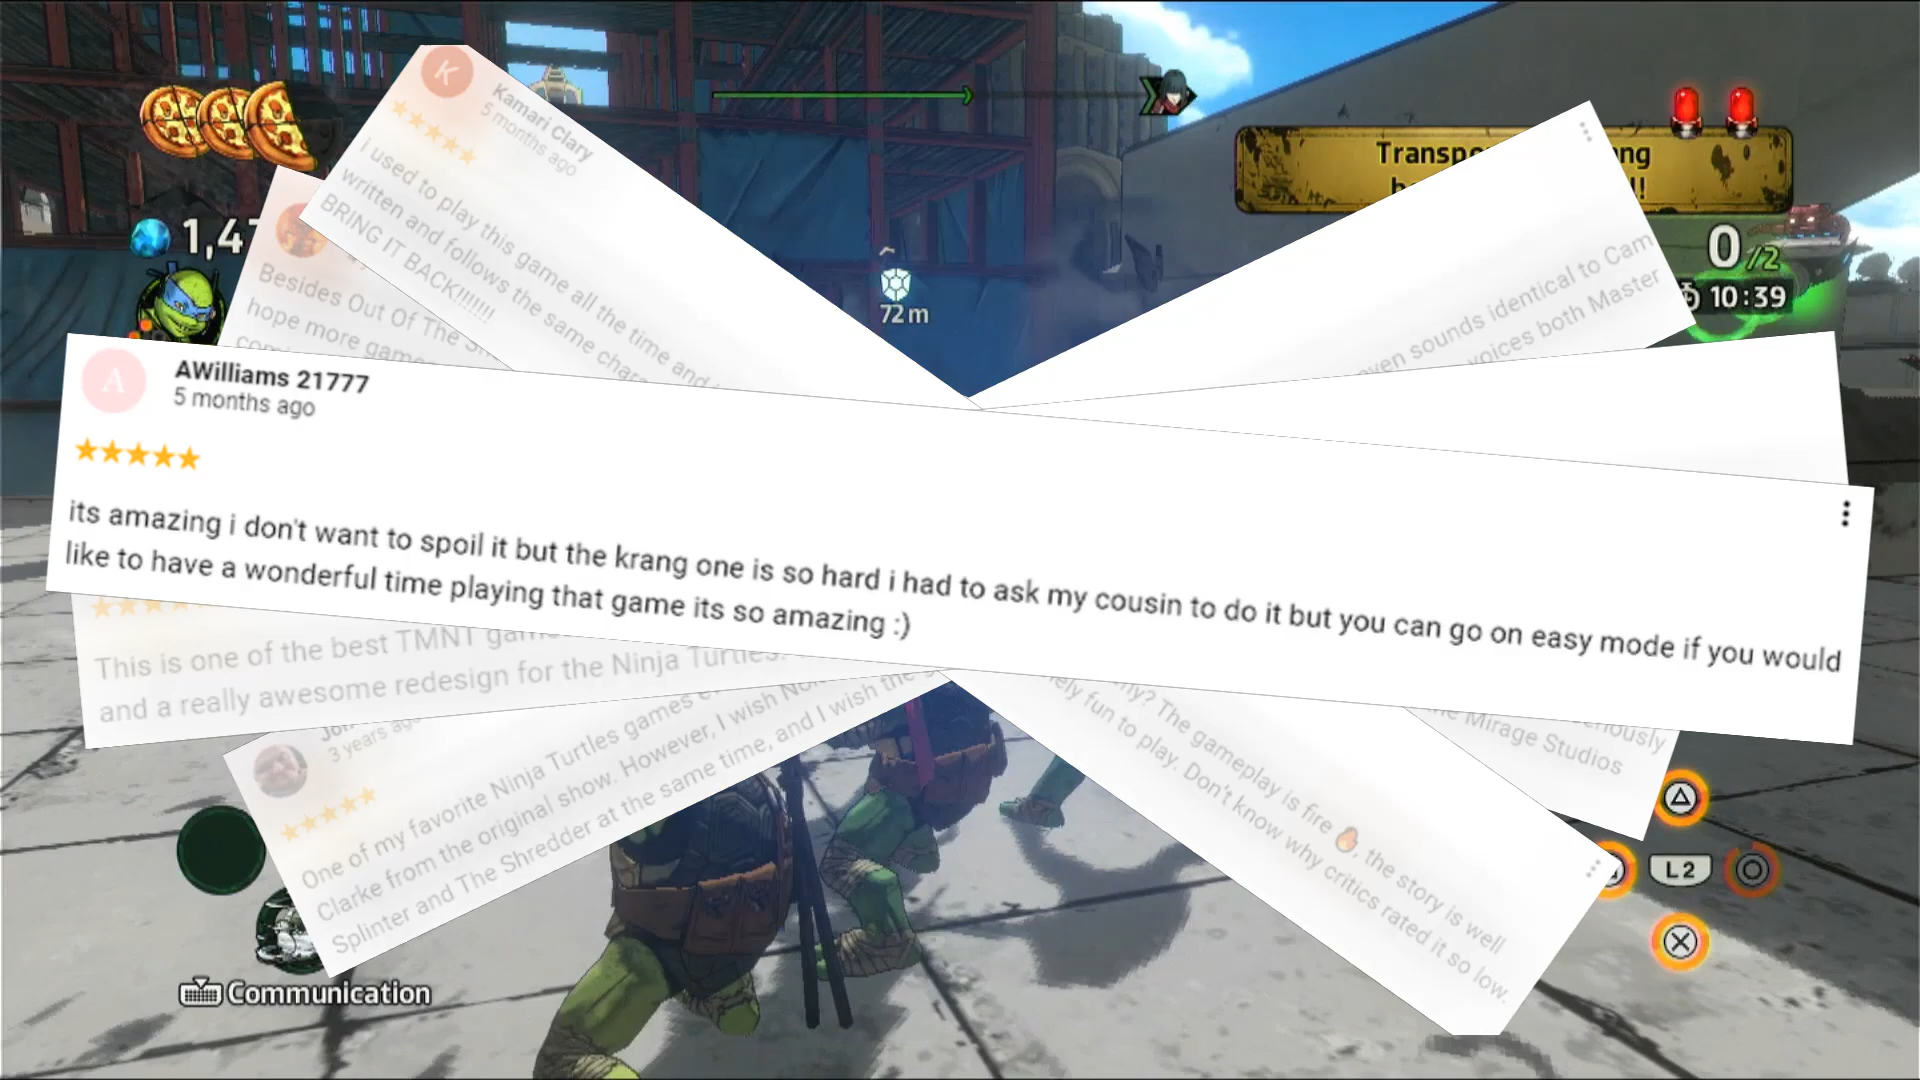 K
Kamari Clary
5 months ago
i used to play this game all the time and
written and follows the same chara
BRING IT BACK!!!!!!!
1,47
Besides Out Of The Sh
hope more game
72m
Transpo
ng
!!
0/2
10:39
even sounds identical to Cam
voices both Master
A
AWilliams 21777
5 months ago
its amazing i don't want to spoil it but the krang one is so hard i had to ask my cousin to do it but you can go on easy mode if you would
like to have a wonderful time playing that game its so amazing :)
This is one of the best TMNT gam
and a really awesome redesign for the Ninja Turtles.
3 years ago
One of my favorite Ninja Turtles games
Clarke from the original show. However, I wish
Splinter and The Shredder at the same time, and I wish the
hy? The gameplay is fire 🔥, the story is well
ely fun to play. Don't know why critics rated it so low.
Mirage Studios
L2
Communication